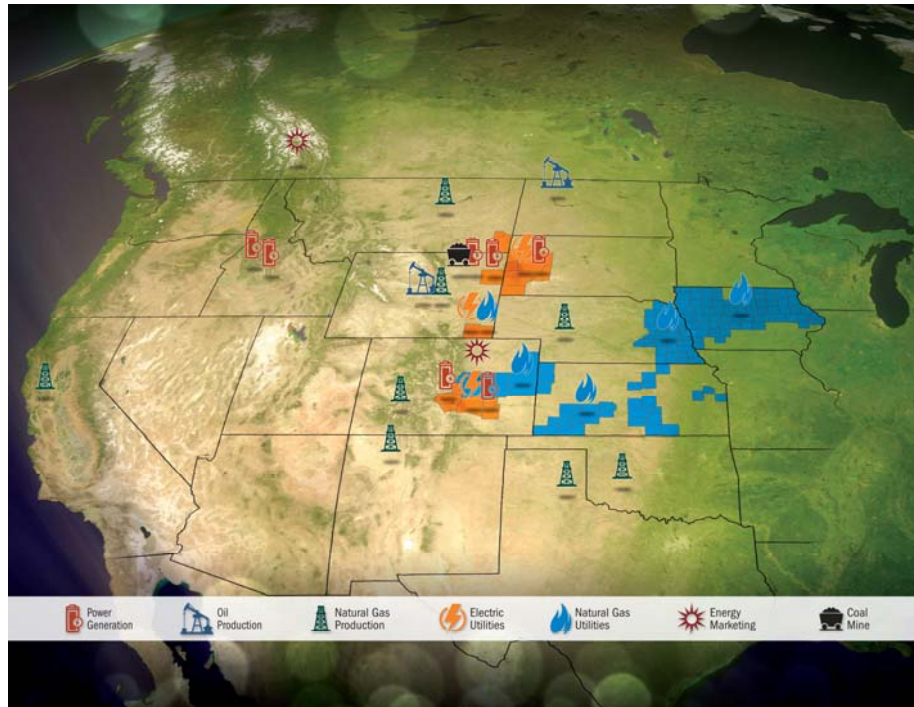 Power
Generation
Oil
Production
Natural Gas
Production
Electric
Utilities
Natural Gas
Utilities
Energy
Marketing
Coal
Mine